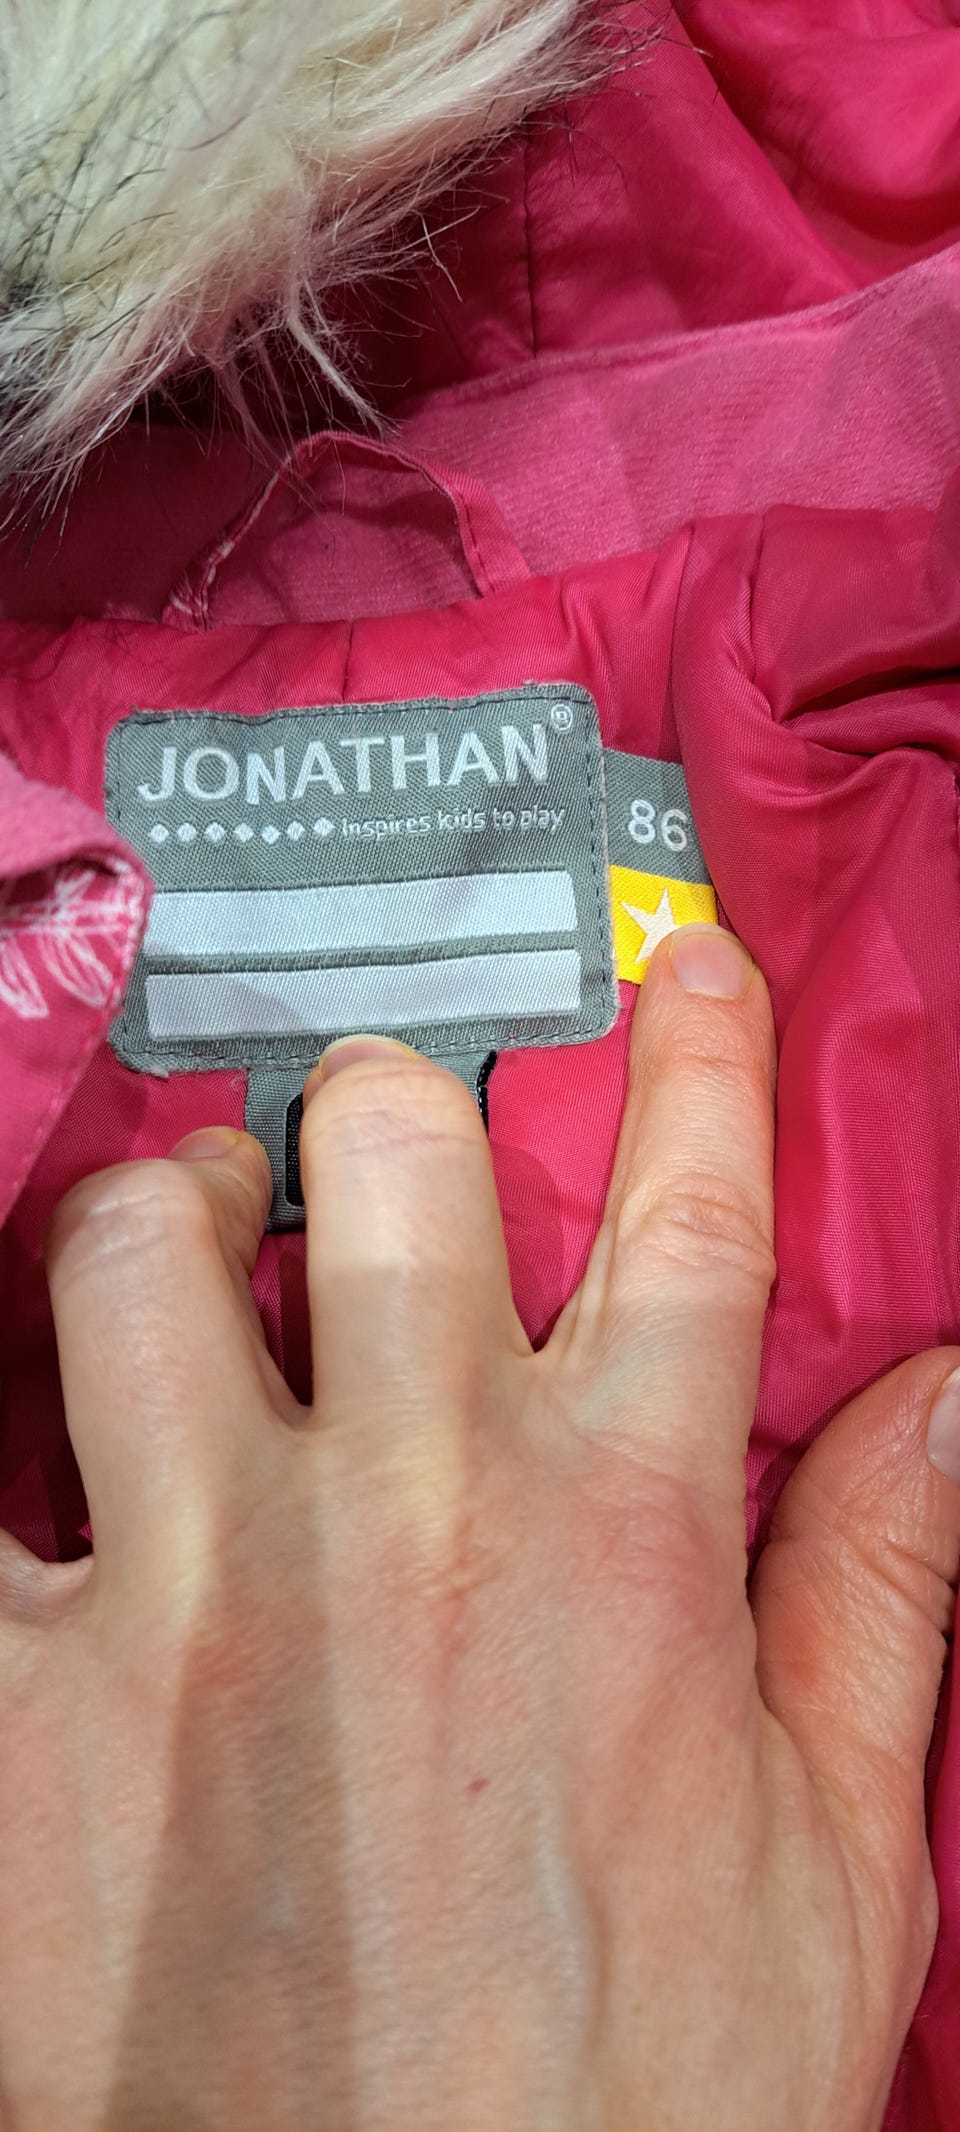 JONATHAN®
Inspires kids to play
86